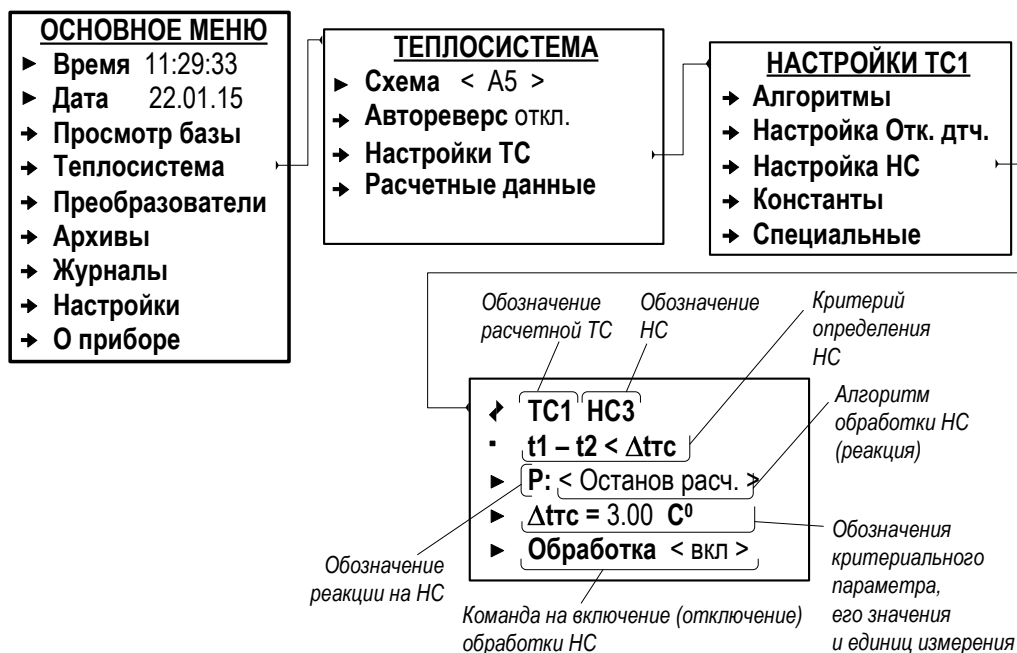 ОСНОВНОЕ МЕНЮ
Время 11:29:33
Дата 22.01.15
Просмотр базы
Теплосистема
Преобразователи
Архивы
Журналы
Настройки
О приборе
ТЕПЛОСИСТЕМА
Схема < А5 >
Автореверс откл.
Настройки ТС
Расчетные данные
НАСТРОЙКИ ТС1
Алгоритмы
Настройка Отк. дтч.
Настройка НС
Константы
Специальные
Обозначение
расчетной ТС
Обозначение
НС
Критерий
определения
НС
Алгоритм
обработки НС
(реакция)
ТС1 НС3
t1 – t2 < Δtтс
Р: < Останов расч. >
Δtтс = 3.00 С⁰
Обработка < вкл >
Обозначение
реакции на НС
Команда на включение (отключение)
обработки НС
Обозначения
критериального
параметра,
его значения
и единиц измерения